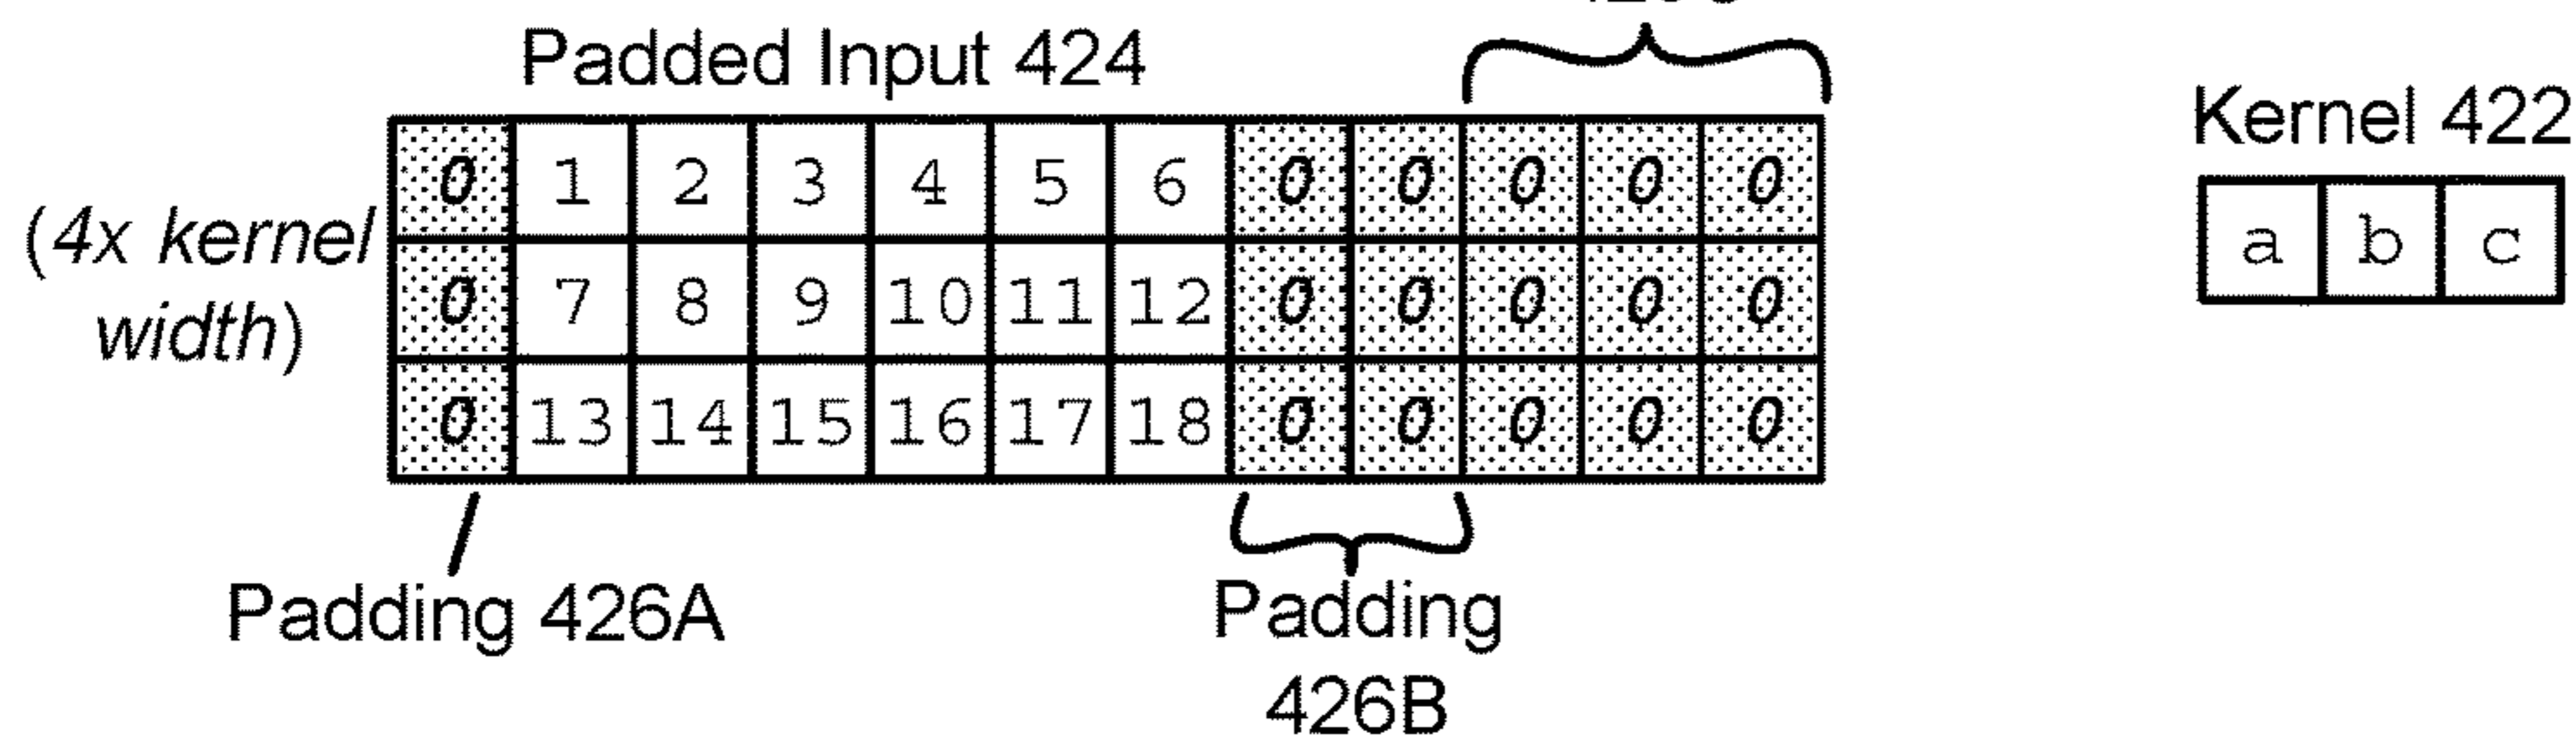 Padded Input 424
Kernel 422
(4x kernel
width)
0 1 2 3 4 5 6 0 0 0 0 0
0 7 8 9 10 11 12 0 0 0 0 0
0 13 14 15 16 17 18 0 0 0 0 0
a b c
Padding 426A
Padding
426B